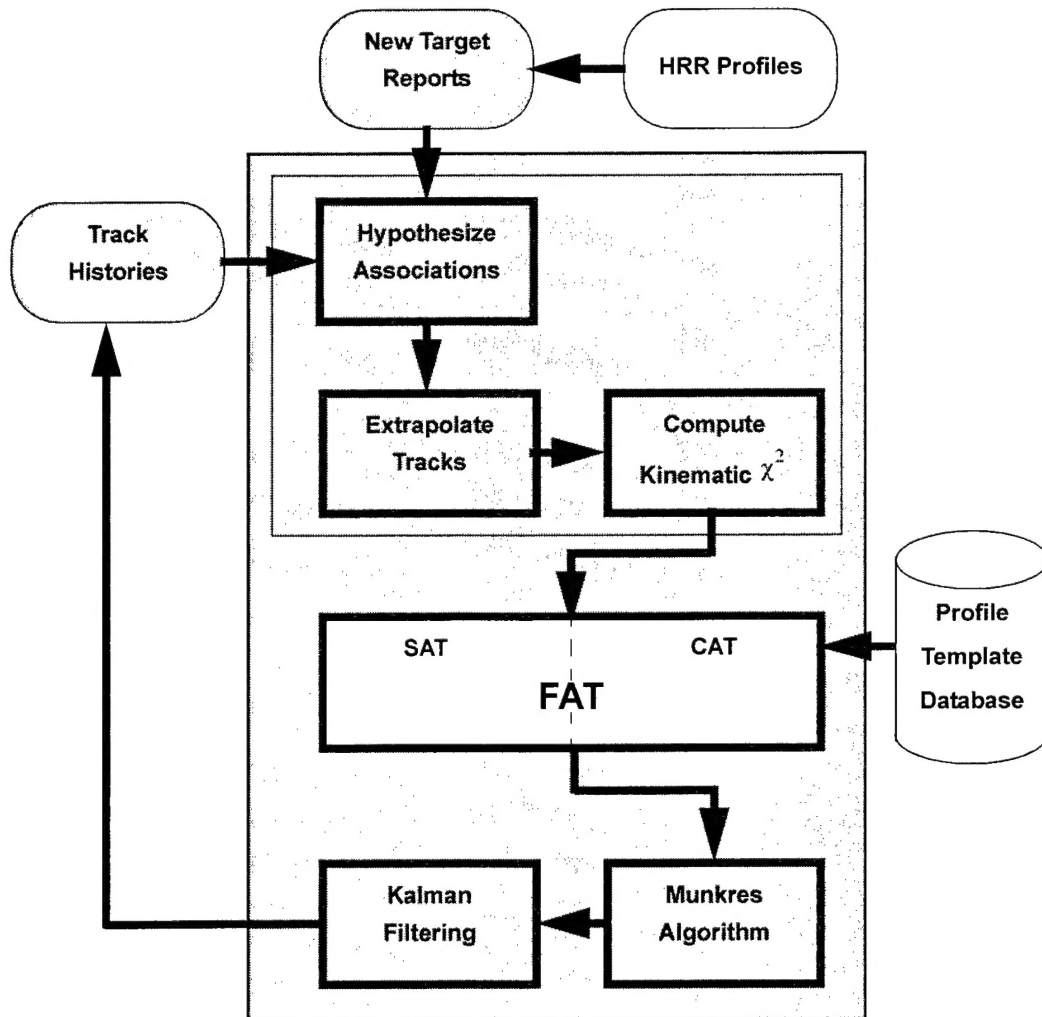 New Target
Reports
HRR Profiles
Track
Histories
Hypothesize
Associations
Extrapolate
Tracks
Compute
Kinematic χ²
SAT
CAT
FAT
Profile
Template
Database
Kalman
Filtering
Munkres
Algorithm